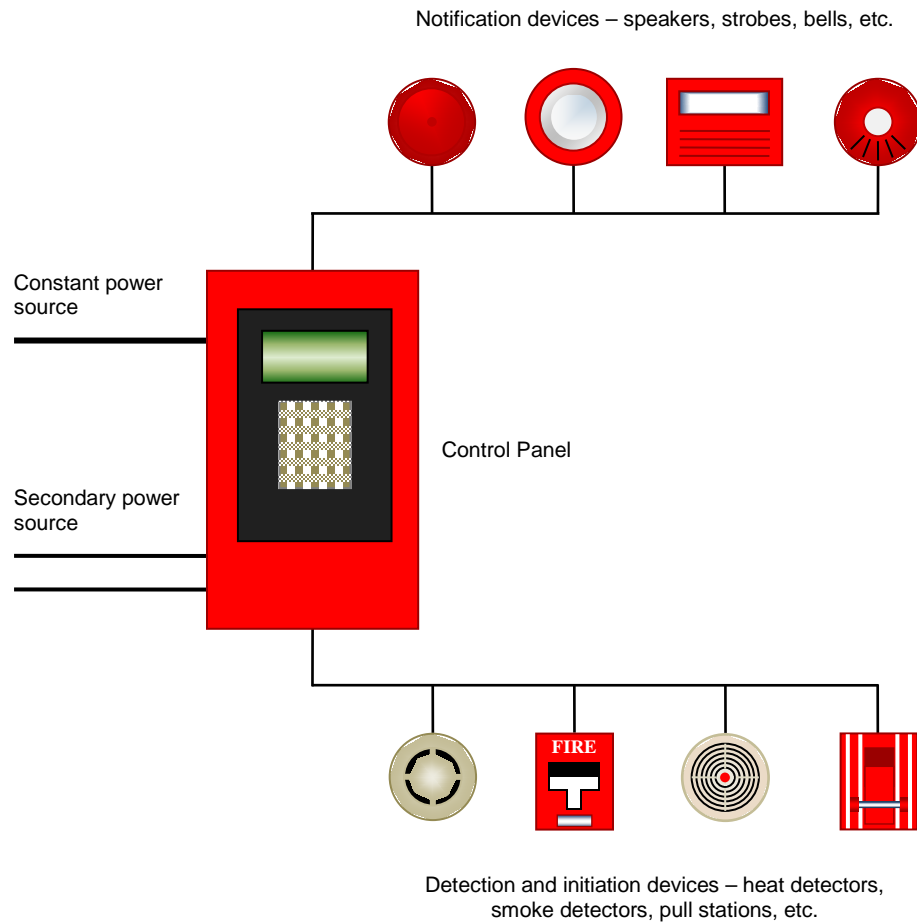 Notification devices – speakers, strobes, bells, etc.
Constant power
source
Control Panel
Secondary power
source
FIRE
Detection and initiation devices – heat detectors,
smoke detectors, pull stations, etc.